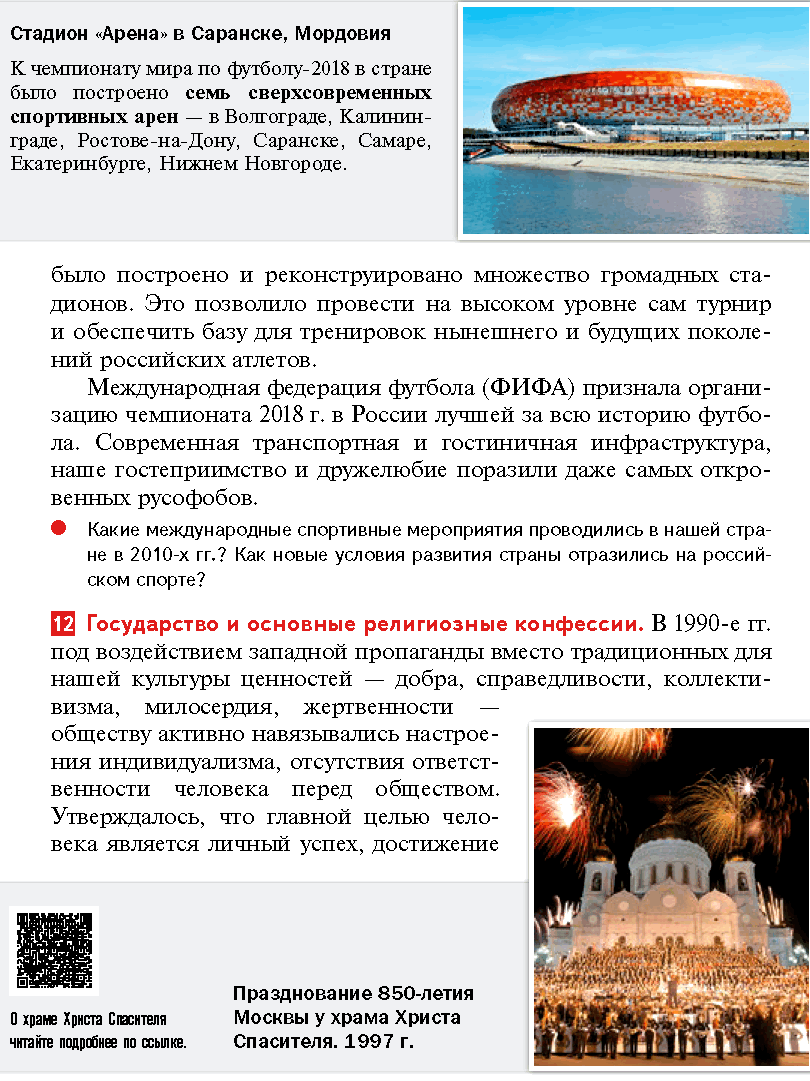 Стадион «Арена» в Саранске, Мордовия
К чемпионату мира по футболу-2018 в стране
было построено семь сверхсовременных
спортивных арен — в Волгограде, Калинин-
граде, Ростове-на-Дону, Саранске, Самаре,
Екатеринбурге, Нижнем Новгороде.
было построено и реконструировано множество громадных ста-
дионов. Это позволило провести на высоком уровне сам турнир
и обеспечить базу для тренировок нынешнего и будущих поколе-
ний российских атлетов.
Международная федерация футбола (ФИФА) признала органи-
зацию чемпионата 2018 г. в России лучшей за всю историю футбо-
ла. Современная транспортная и гостиничная инфраструктура,
наше гостеприимство и дружелюбие поразили даже самых откро-
венных русофобов.
Какие международные спортивные мероприятия проводились в нашей стра-
не в 2010-х гг.? Как новые условия развития страны отразились на россий-
ском спорте?
12 Государство и основные религиозные конфессии. В 1990-е гг.
под воздействием западной пропаганды вместо традиционных для
нашей культуры ценностей — добра, справедливости, коллекти-
визма, милосердия, жертвенности —
обществу активно навязывались настрое-
ния индивидуализма, отсутствия ответст-
венности человека перед обществом.
Утверждалось, что главной целью чело-
века является личный успех, достижение
О храме Христа Спасителя
читайте подробнее по ссылке.
Празднование 850-летия
Москвы у храма Христа
Спасителя. 1997 г.